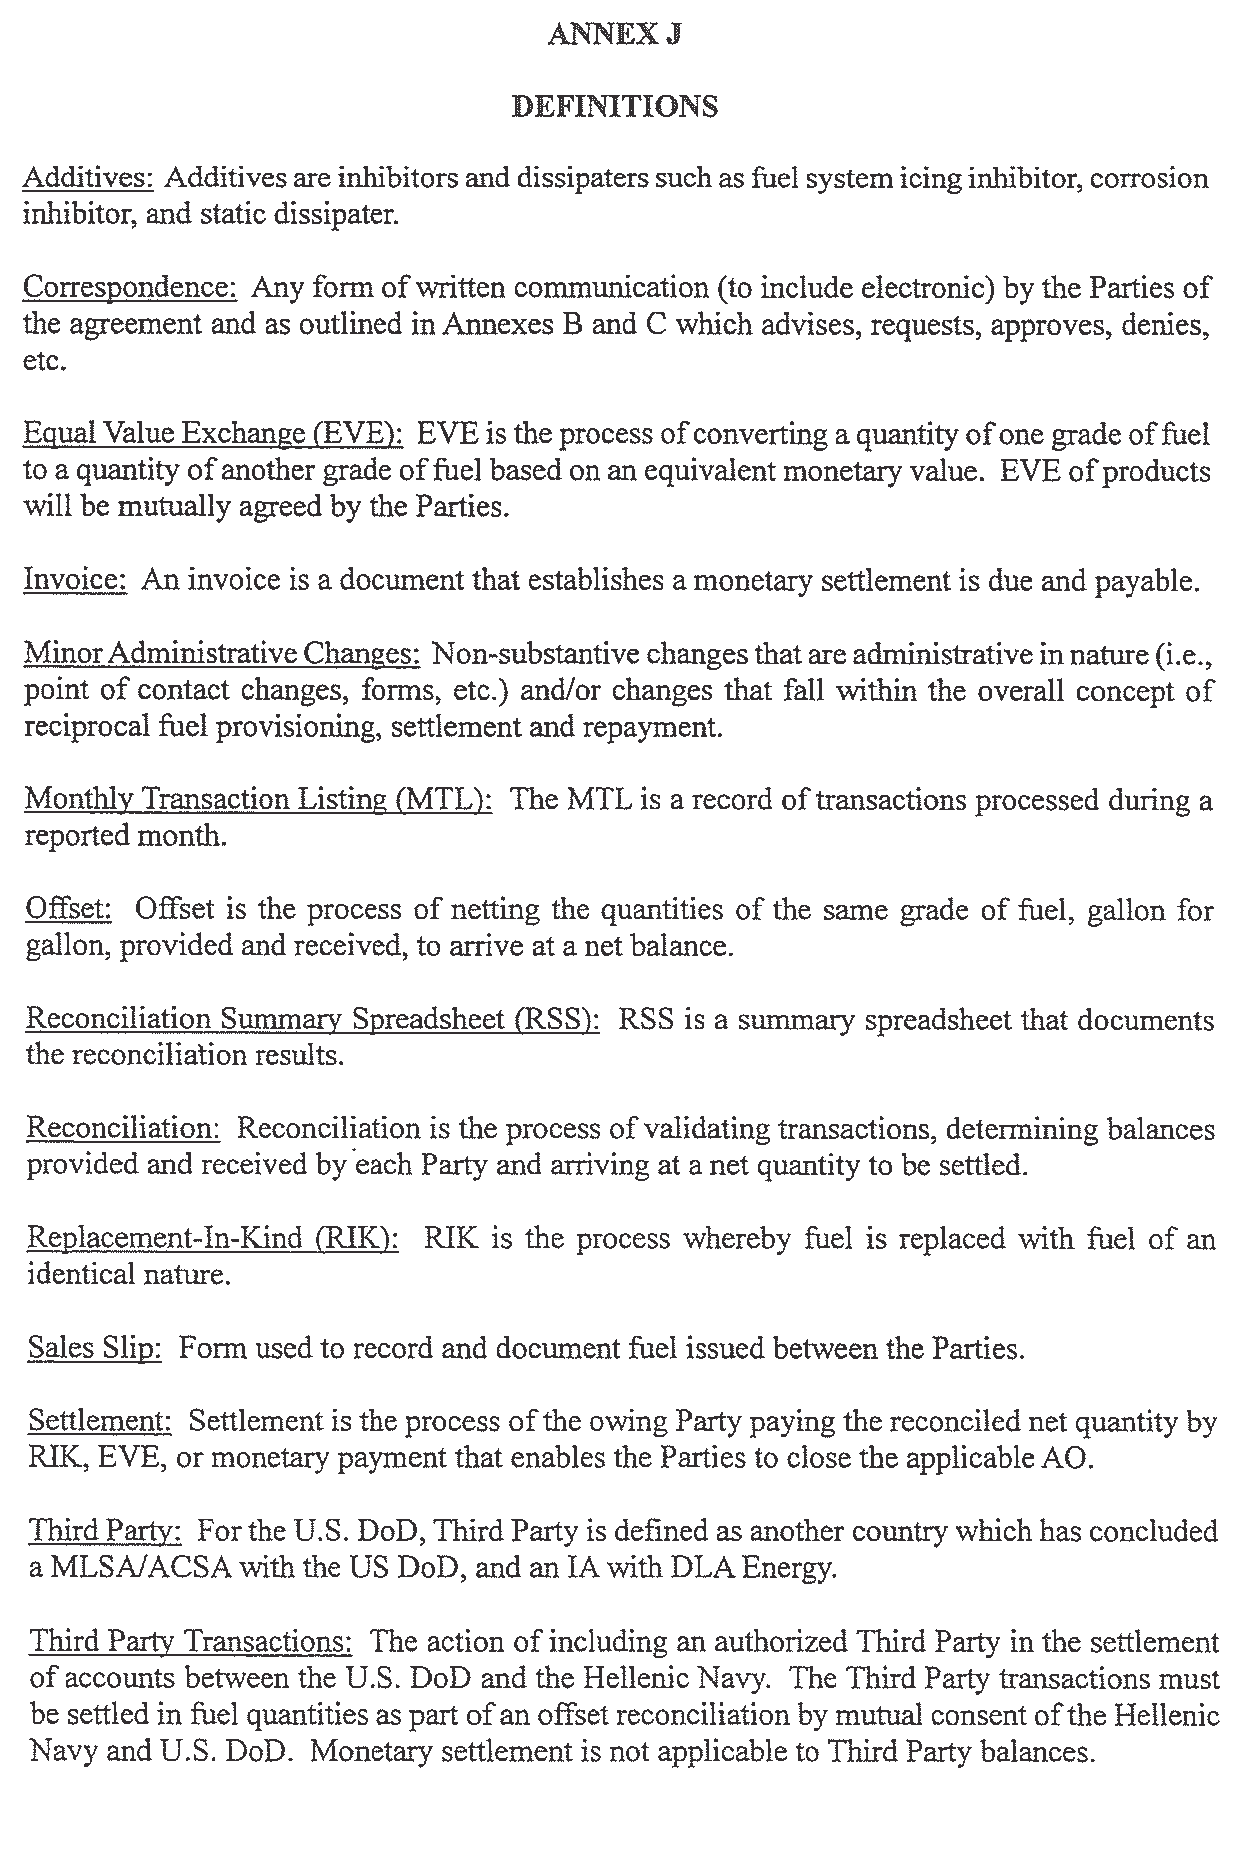 ANNEX J
DEFINITIONS
Additives: Additives are inhibitors and dissipaters such as fuel system icing inhibitor, corrosion
inhibitor, and static dissipater.
Correspondence: Any form of written communication (to include electronic) by the Parties of
the agreement and as outlined in Annexes B and C which advises, requests, approves, denies,
etc.
Equal Value Exchange (EVE): EVE is the process of converting a quantity of one grade of fuel
to a quantity of another grade of fuel based on an equivalent monetary value. EVE of products
will be mutually agreed by the Parties.
Invoice: An invoice is a document that establishes a monetary settlement is due and payable.
Minor Administrative Changes: Non-substantive changes that are administrative in nature (i.e.,
point of contact changes, forms, etc.) and/or changes that fall within the overall concept of
reciprocal fuel provisioning, settlement and repayment.
Monthly Transaction Listing (MTL): The MTL is a record of transactions processed during a
reported month.
Offset: Offset is the process of netting the quantities of the same grade of fuel, gallon for
gallon, provided and received, to arrive at a net balance.
Reconciliation Summary Spreadsheet (RSS): RSS is a summary spreadsheet that documents
the reconciliation results.
Reconciliation: Reconciliation is the process of validating transactions, determining balances
provided and received by each Party and arriving at a net quantity to be settled.
Replacement-In-Kind (RIK): RIK is the process whereby fuel is replaced with fuel of an
identical nature.
Sales Slip: Form used to record and document fuel issued between the Parties.
Settlement: Settlement is the process of the owing Party paying the reconciled net quantity by
RIK, EVE, or monetary payment that enables the Parties to close the applicable AO.
Third Party: For the U.S. DoD, Third Party is defined as another country which has concluded
a MLSA/ACSA with the US DoD, and an IA with DLA Energy.
Third Party Transactions: The action of including an authorized Third Party in the settlement
of accounts between the U.S. DoD and the Hellenic Navy. The Third Party transactions must
be settled in fuel quantities as part of an offset reconciliation by mutual consent of the Hellenic
Navy and U.S. DoD. Monetary settlement is not applicable to Third Party balances.